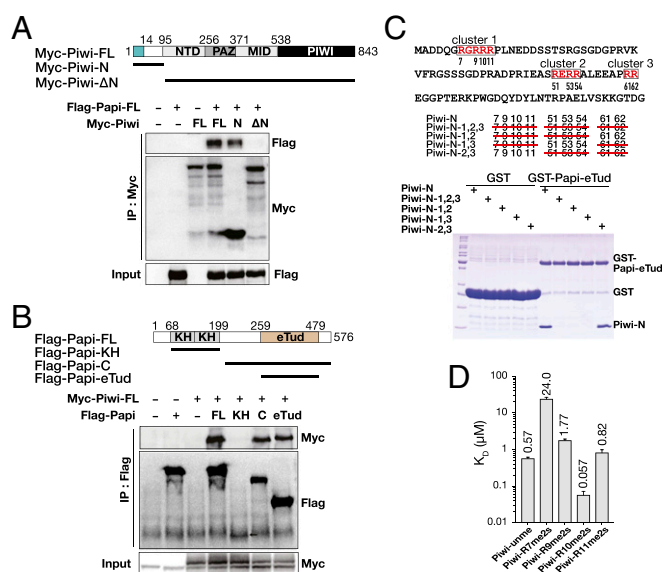 A
1 14 95 256 371 538
Myc-Piwi-FL NTD PAZ MID PIWI 843
Myc-Piwi-N
Myc-Piwi-ΔN
Flag-Papi-FL – + – + + +
Myc-Piwi – – FL FL N ΔN
IP : Myc
Flag
Myc
Input Flag
B
1 68 199 259 479
Flag-Papi-FL KH KH eTud 576
Flag-Papi-KH
Flag-Papi-C
Flag-Papi-eTud
Myc-Piwi-FL – – + + + + +
Flag-Papi – + – FL KH C eTud
IP : Flag
Myc
Flag
Input Myc
C
cluster 1
MADDQGRGRRRPLNEDDSSTSRGSGDGPRVK
7 9 10 11
cluster 2 cluster 3
VFRGSSSGDPRADPRIEASRERRALEEAPRR
51 53 54 61 62
EGGPTERKPWGDQYDYLNTRPAELVSKKGTDG
Piwi-N 7 9 10 11 51 53 54 61 62
Piwi-N-1,2,3 7 9 10 11 51 53 54 61 62
Piwi-N-1,2 7 9 10 11 51 53 54 61 62
Piwi-N-1,3 7 9 10 11 51 53 54 61 62
Piwi-N-2,3 7 9 10 11 51 53 54 61 62
GST GST-Papi-eTud
Piwi-N + +
Piwi-N-1,2,3 + +
Piwi-N-1,2 + +
Piwi-N-1,3 + +
Piwi-N-2,3 + +
GST-
Papi-eTud
GST
Piwi-N
D
K_D (μM)
100
10
1
0.1
0.01
0.57
24.0
1.77
0.057
0.82
Piwi-unme
Piwi-R7me2s
Piwi-R9me2s
Piwi-R10me2s
Piwi-R11me2s